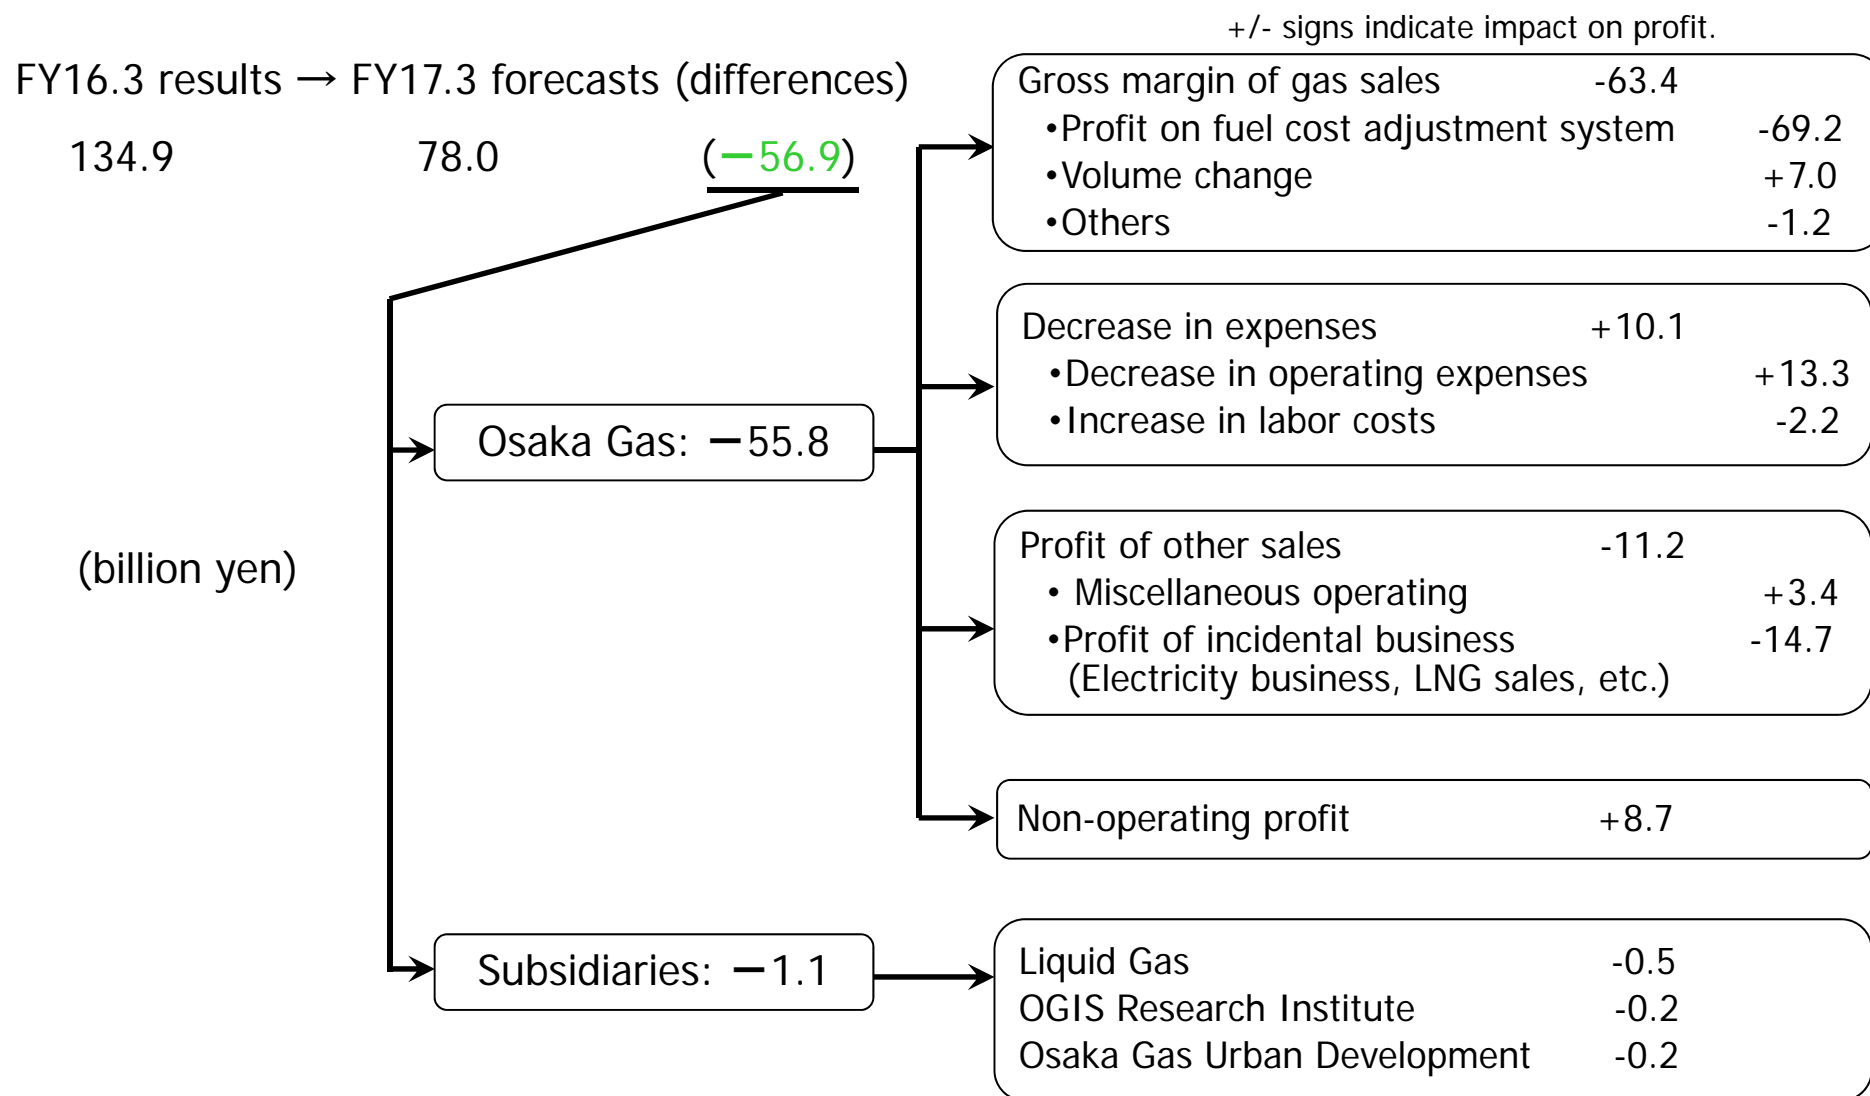 +/- signs indicate impact on profit.
FY16.3 results → FY17.3 forecasts (differences)
134.9 78.0 (−56.9)
(billion yen)
Osaka Gas: −55.8
Gross margin of gas sales -63.4
•Profit on fuel cost adjustment system -69.2
•Volume change +7.0
•Others -1.2
Decrease in expenses +10.1
•Decrease in operating expenses +13.3
•Increase in labor costs -2.2
Profit of other sales -11.2
• Miscellaneous operating +3.4
•Profit of incidental business -14.7
(Electricity business, LNG sales, etc.)
Non-operating profit +8.7
Subsidiaries: −1.1
Liquid Gas -0.5
OGIS Research Institute -0.2
Osaka Gas Urban Development -0.2